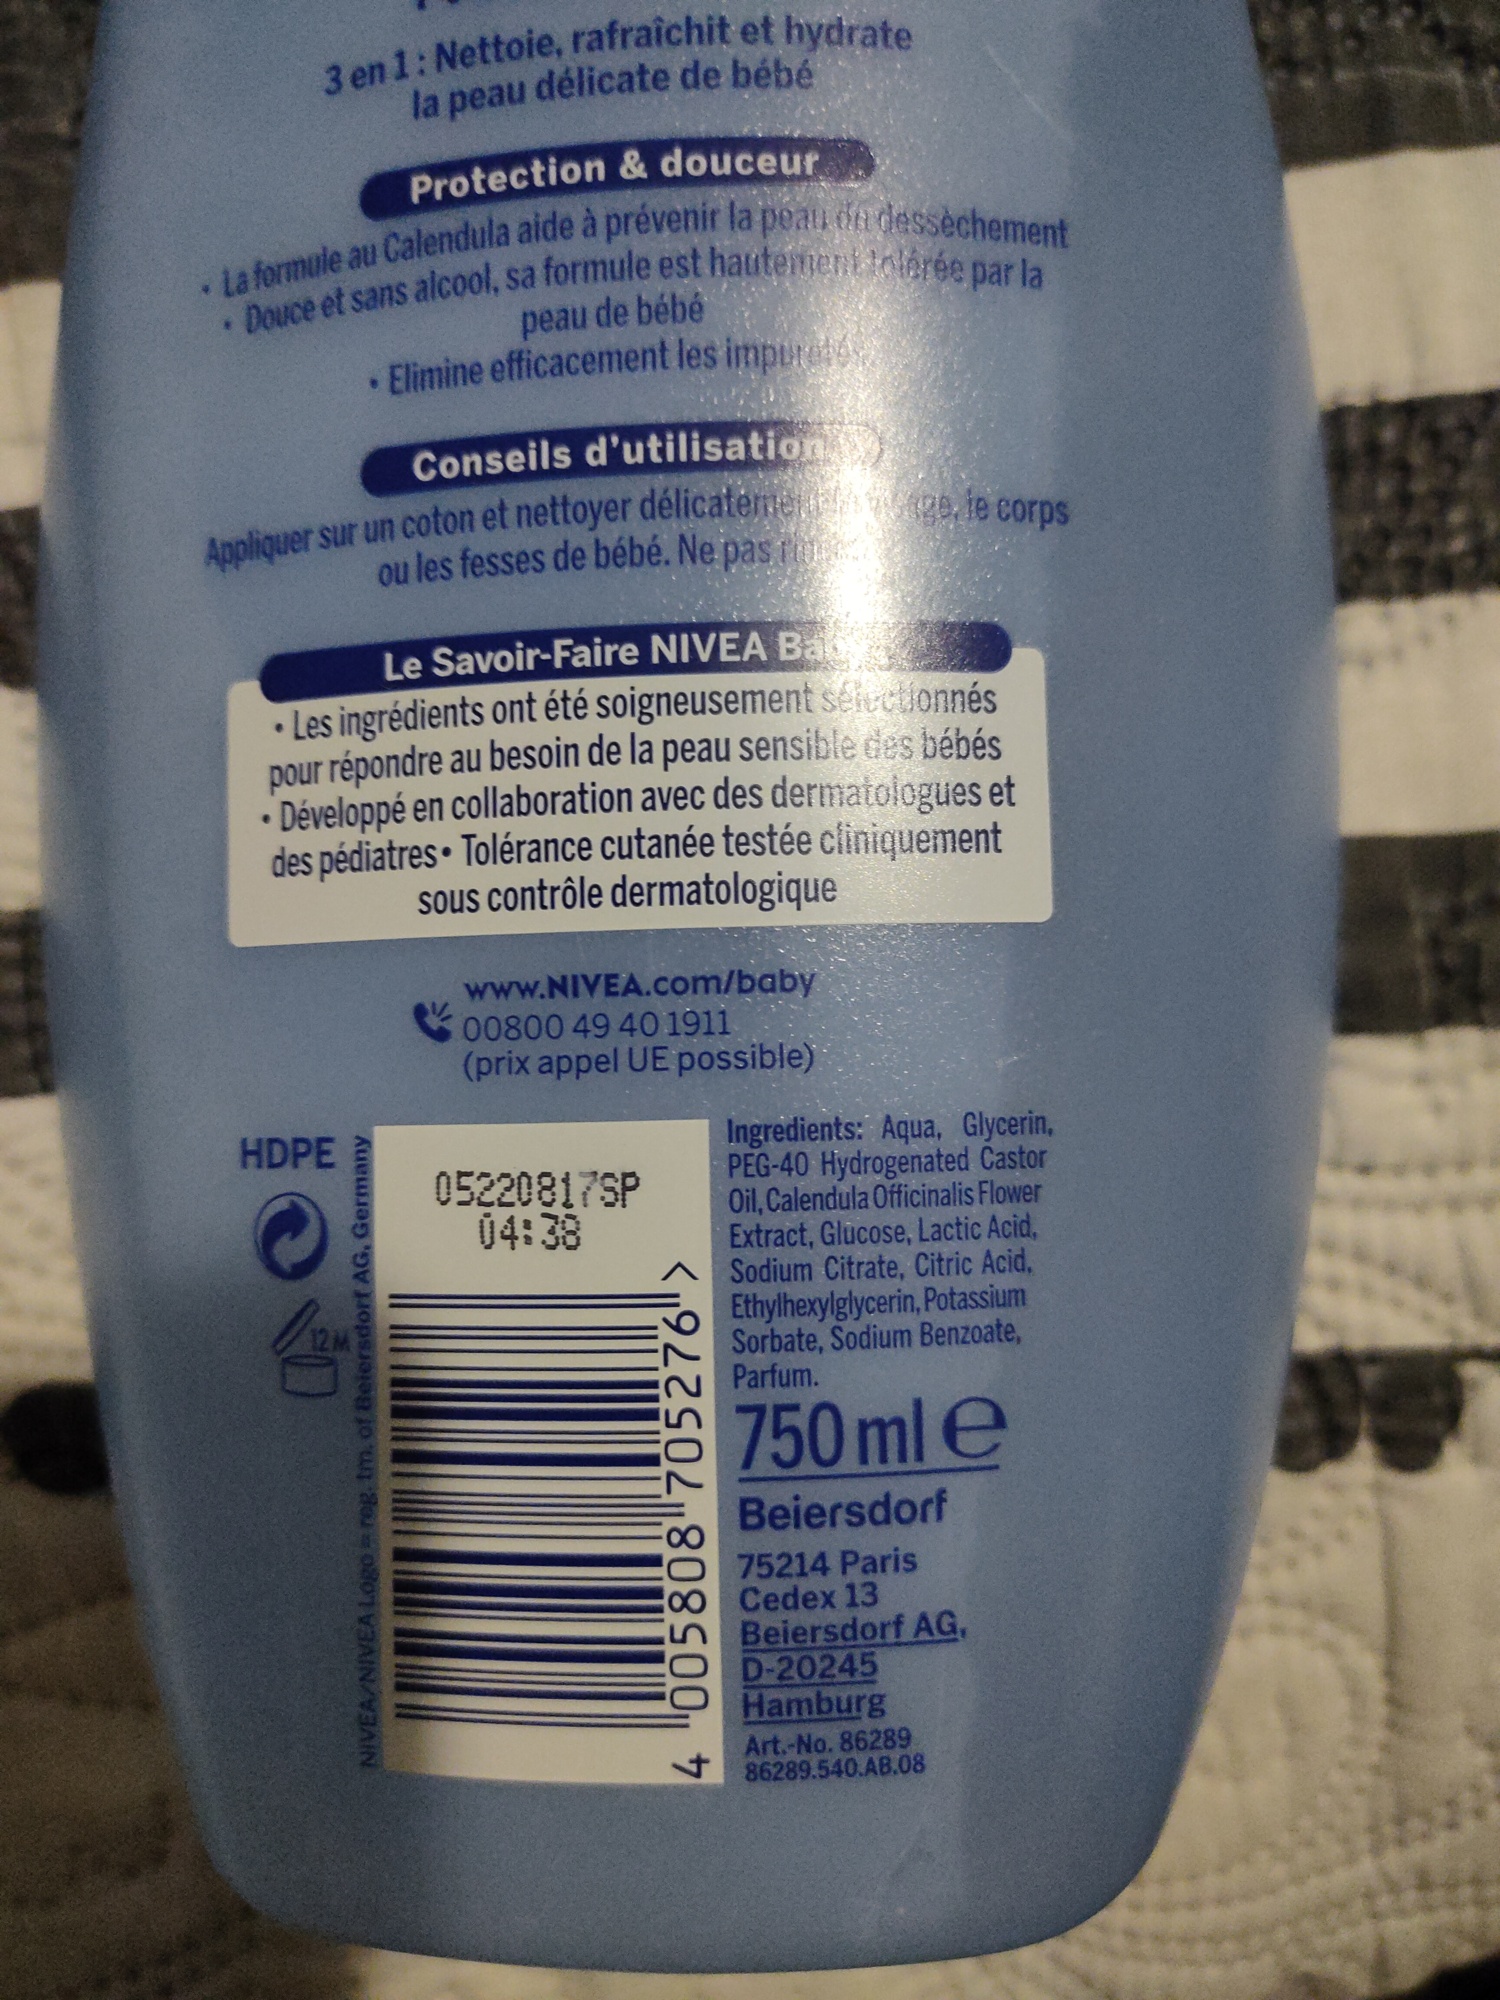 3 en 1 : Nettoie, rafraîchit et hydrate
la peau délicate de bébé
Protection & douceur
• La formule au Calendula aide à prévenir la peau du dessèchement
• Douce et sans alcool, sa formule est hautement tolérée par la
peau de bébé
• Elimine efficacement les impuretés
Conseils d'utilisation
Appliquer sur un coton et nettoyer délicatement le corps
ou les fesses de bébé. Ne pas
Le Savoir-Faire NIVEA
• Les ingrédients ont été soigneusement sélectionnés
pour répondre au besoin de la peau sensible des bébés
• Développé en collaboration avec des dermatologues et
des pédiatres • Tolérance cutanée testée cliniquement
sous contrôle dermatologique
www.NIVEA.com/baby
00800 49 40 1911
(prix appel UE possible)
HDPE
12 M
NIVEA/NIVEA Logo = reg. tm. of Beiersdorf AG, Germany
05220817SP
04:38
4 005808 705276 >
Ingredients: Aqua, Glycerin,
PEG-40 Hydrogenated Castor
Oil, Calendula Officinalis Flower
Extract, Glucose, Lactic Acid,
Sodium Citrate, Citric Acid,
Ethylhexylglycerin, Potassium
Sorbate, Sodium Benzoate,
Parfum.
750 ml e
Beiersdorf
75214 Paris
Cedex 13
Beiersdorf AG,
D-20245
Hamburg
Art.-No. 86289
86289.540.AB.08